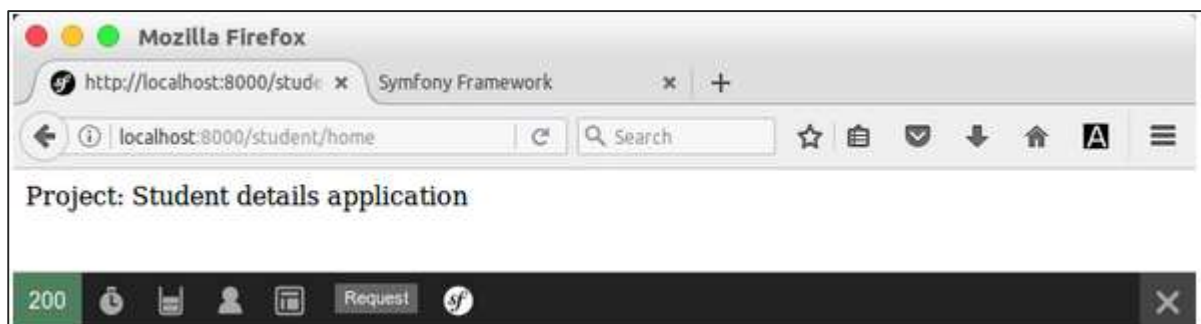 Mozilla Firefox
http://localhost:8000/stude
Symfony Framework
localhost:8000/student/home
Search
Project: Student details application
200
Request
sf